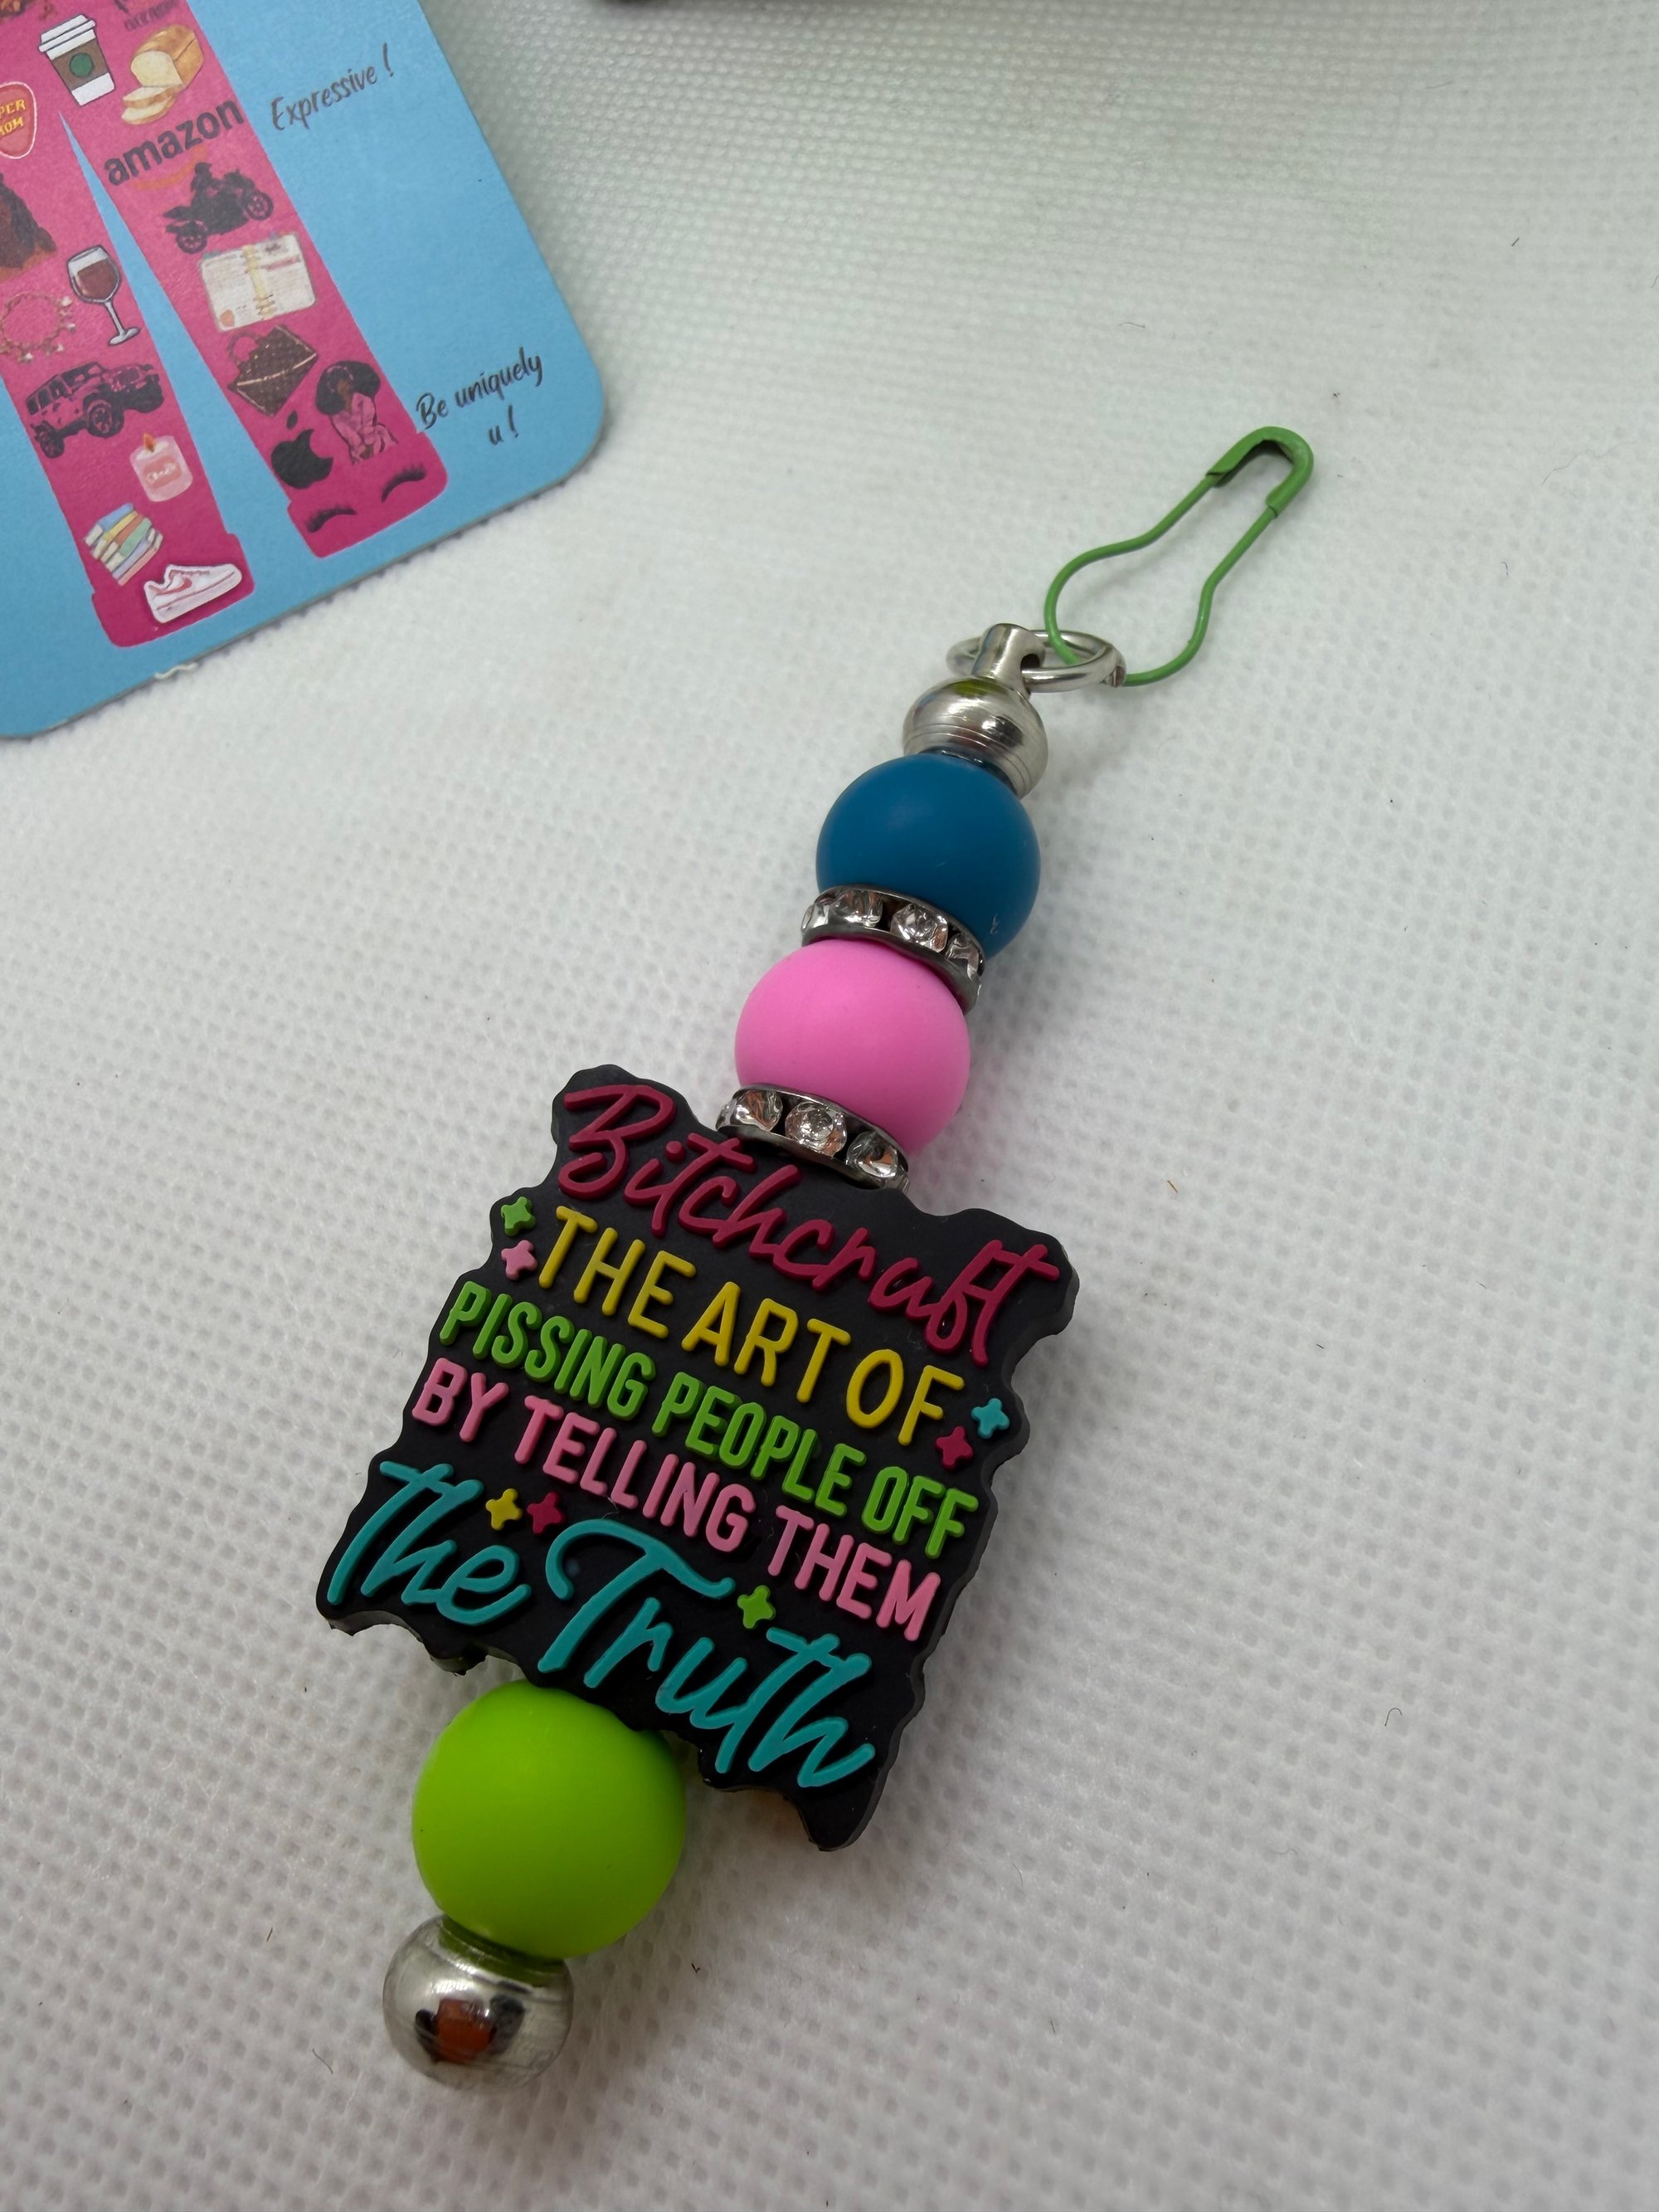 amazon
Expressive !
Be uniquely
u !
Bitchcraft
THE ART OF
PISSING PEOPLE OFF
BY TELLING THEM
The Truth